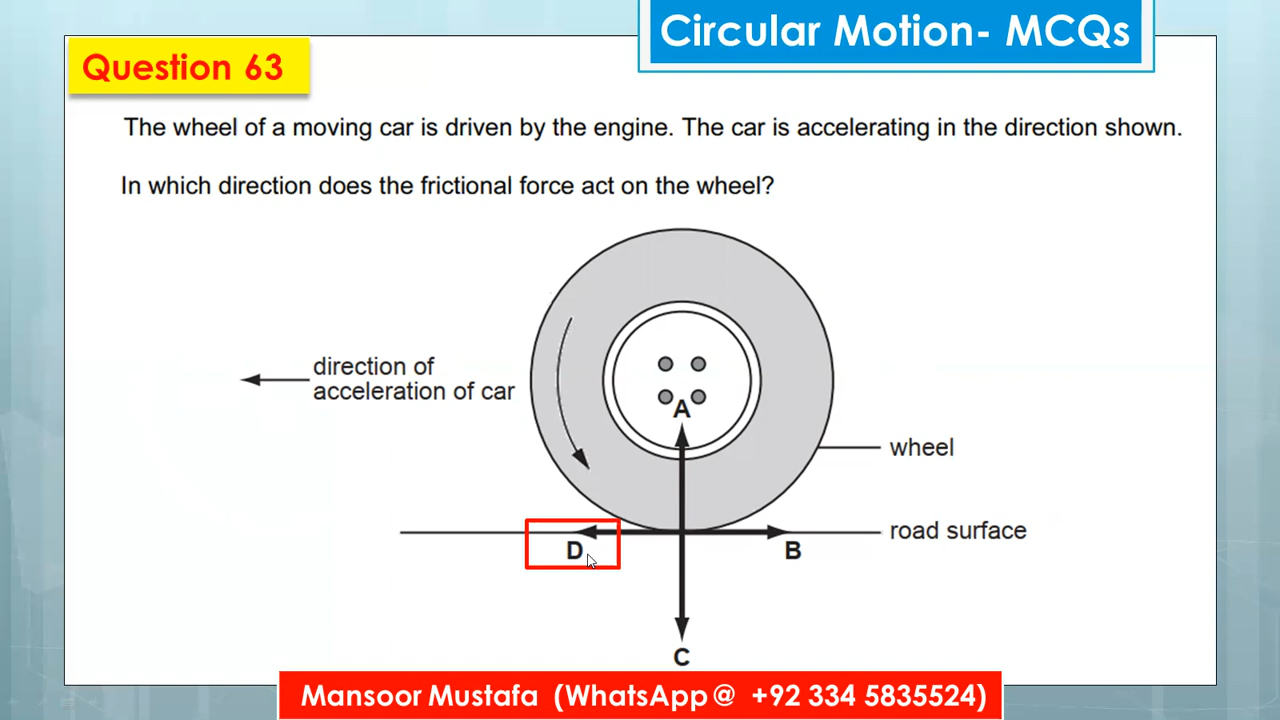 Circular Motion- MCQs
Question 63
The wheel of a moving car is driven by the engine. The car is accelerating in the direction shown.
In which direction does the frictional force act on the wheel?
direction of
acceleration of car
A
wheel
road surface
D
B
C
Mansoor Mustafa (WhatsApp@ +92 334 5835524)